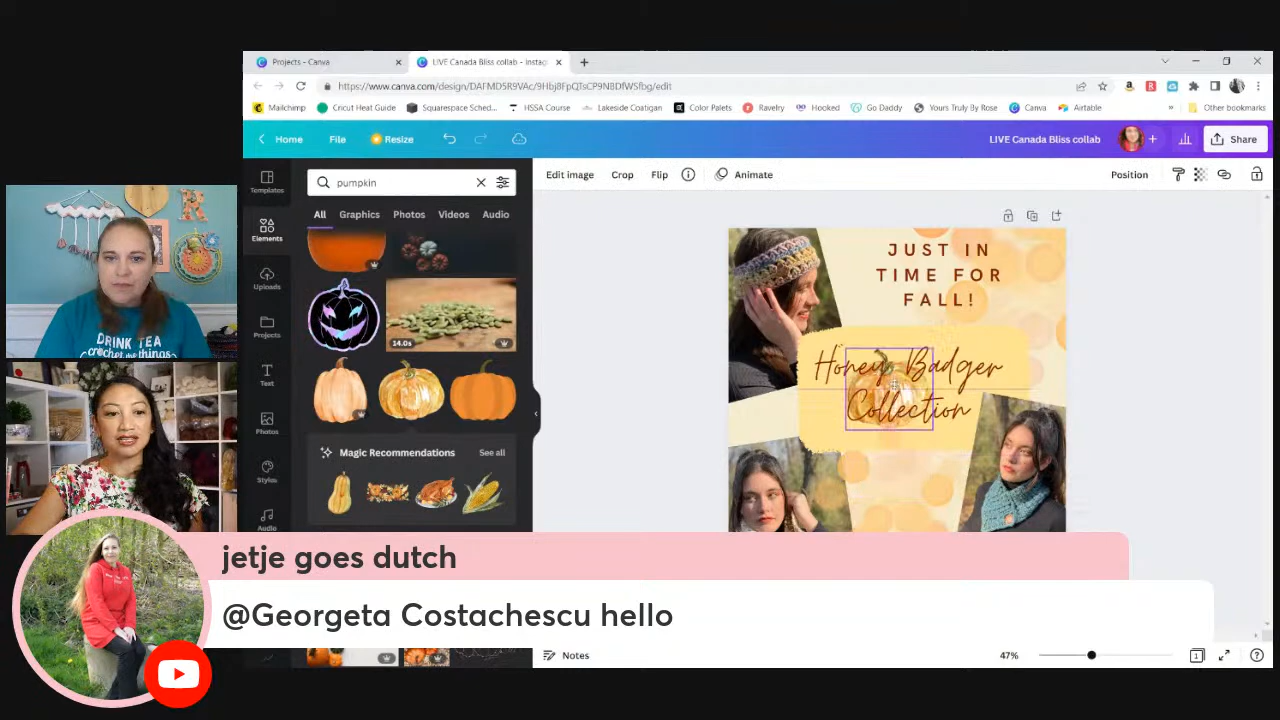 Projects - Canva
LIVE Canada Bliss collab - Instag
https://www.canva.com/design/DAFMD5R9VAc/9Hbj8FpQTsCP9N8DfWSfbg/edit
Mailchimp
Cricut Heat Guide
Squarespace Sched...
HSSA Course
Lakeside Coatigan
Color Palets
Ravelry
Hooked
Go Daddy
Yours Truly By Rose
Canva
Airtable
Other bookmarks
Home
File
Resize
LIVE Canada Bliss collab
Share
Templates
Elements
Uploads
Projects
Text
Photos
Styles
Audio
pumpkin
All
Graphics
Photos
Videos
Audio
14.0s
Magic Recommendations
See all
Edit image
Crop
Flip
Animate
Position
JUST IN
TIME FOR
FALL!
Honey Badger
Collection
DRINK TEA
crochet the things
R
jetje goes dutch
@Georgeta Costachescu hello
Notes
47%
1